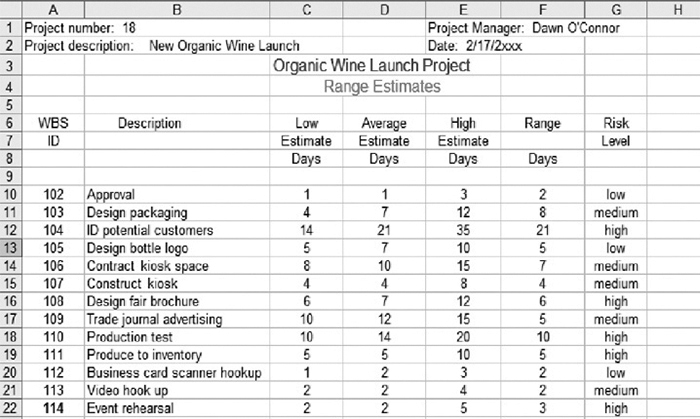 A B C D E F G H
1 Project number: 18 Project Manager: Dawn O'Connor
2 Project description: New Organic Wine Launch Date: 2/17/2xxx
3 Organic Wine Launch Project
4 Range Estimates
5
6 WBS Description Low Average High Range Risk
7 ID Estimate Estimate Estimate Level
8 Days Days Days Days
9
10 102 Approval 1 1 3 2 low
11 103 Design packaging 4 7 12 8 medium
12 104 ID potential customers 14 21 35 21 high
13 105 Design bottle logo 5 7 10 5 low
14 106 Contract kiosk space 8 10 15 7 medium
15 107 Construct kiosk 4 4 8 4 medium
16 108 Design fair brochure 6 7 12 6 high
17 109 Trade journal advertising 10 12 15 5 medium
18 110 Production test 10 14 20 10 high
19 111 Produce to inventory 5 5 10 5 high
20 112 Business card scanner hookup 1 2 3 2 low
21 113 Video hook up 2 2 4 2 medium
22 114 Event rehearsal 2 2 5 3 high